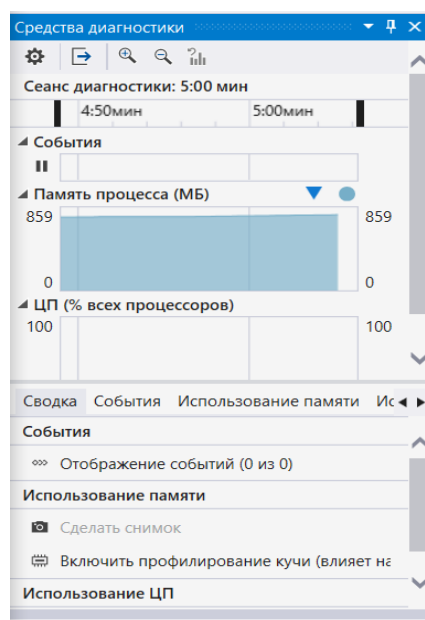 Средства диагностики
Сеанс диагностики: 5:00 мин
4:50мин 5:00мин
События
Память процесса (МБ)
859 859
0 0
ЦП (% всех процессоров)
100 100
Сводка События Использование памяти Ис
События
Отображение событий (0 из 0)
Использование памяти
Сделать снимок
Включить профилирование кучи (влияет на
Использование ЦП